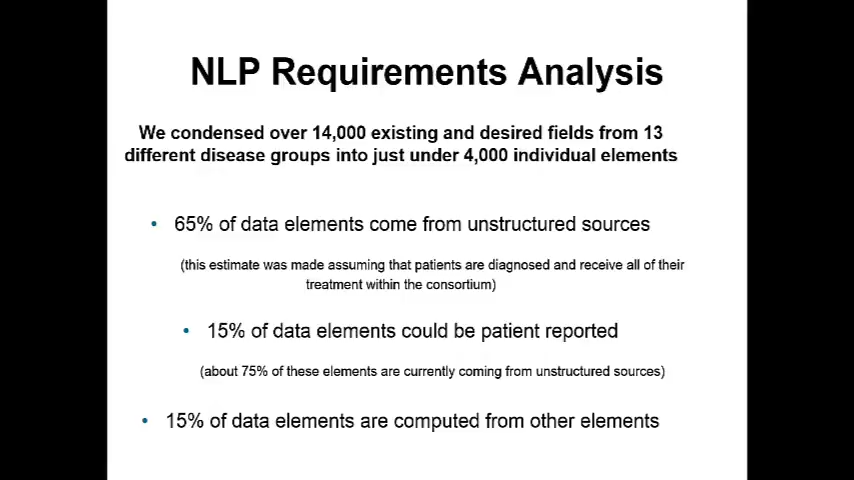 NLP Requirements Analysis
We condensed over 14,000 existing and desired fields from 13
different disease groups into just under 4,000 individual elements
• 65% of data elements come from unstructured sources
(this estimate was made assuming that patients are diagnosed and receive all of their
treatment within the consortium)
• 15% of data elements could be patient reported
(about 75% of these elements are currently coming from unstructured sources)
• 15% of data elements are computed from other elements